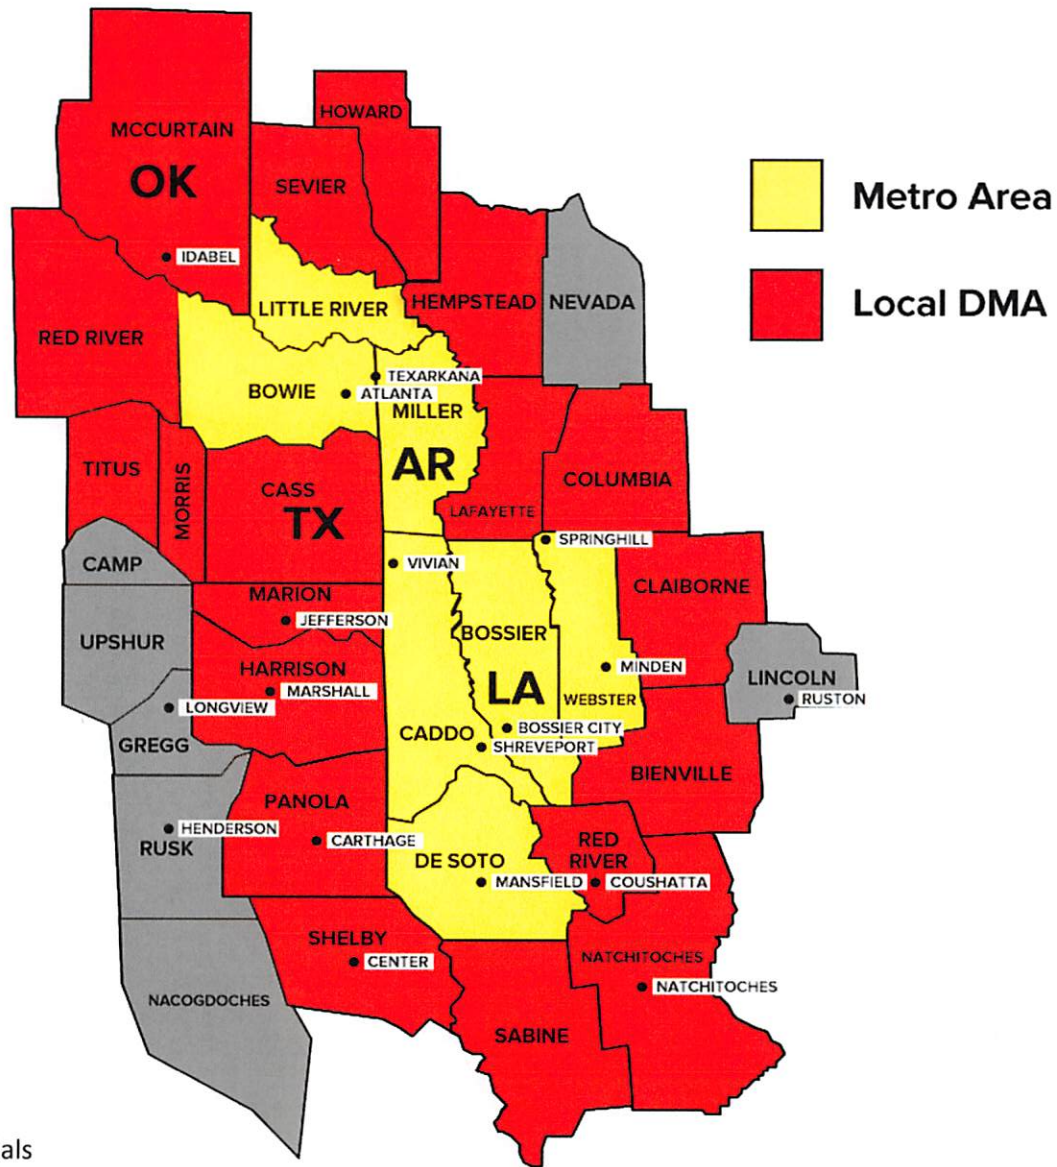 HOWARD
MCCURTAIN
OK
SEVIER
IDABEL
Metro Area
LITTLE RIVER
HEMPSTEAD
NEVADA
Local DMA
RED RIVER
TEXARKANA
BOWIE
ATLANTA
MILLER
AR
TITUS
MORRIS
CASS
TX
COLUMBIA
LAFAYETTE
SPRINGHILL
CAMP
VIVIAN
CLAIBORNE
MARION
JEFFERSON
UPSHUR
BOSSIER
HARRISON
MARSHALL
MINDEN
LINCOLN
LA
WEBSTER
RUSTON
LONGVIEW
GREGG
CADDO
BOSSIER CITY
SHREVEPORT
BIENVILLE
PANOLA
HENDERSON
RUSK
CARTHAGE
RED
RIVER
DE SOTO
MANSFIELD
COUSHATTA
SHELBY
CENTER
NATCHITOCHES
NATCHITOCHES
NACOGDOCHES
SABINE
als